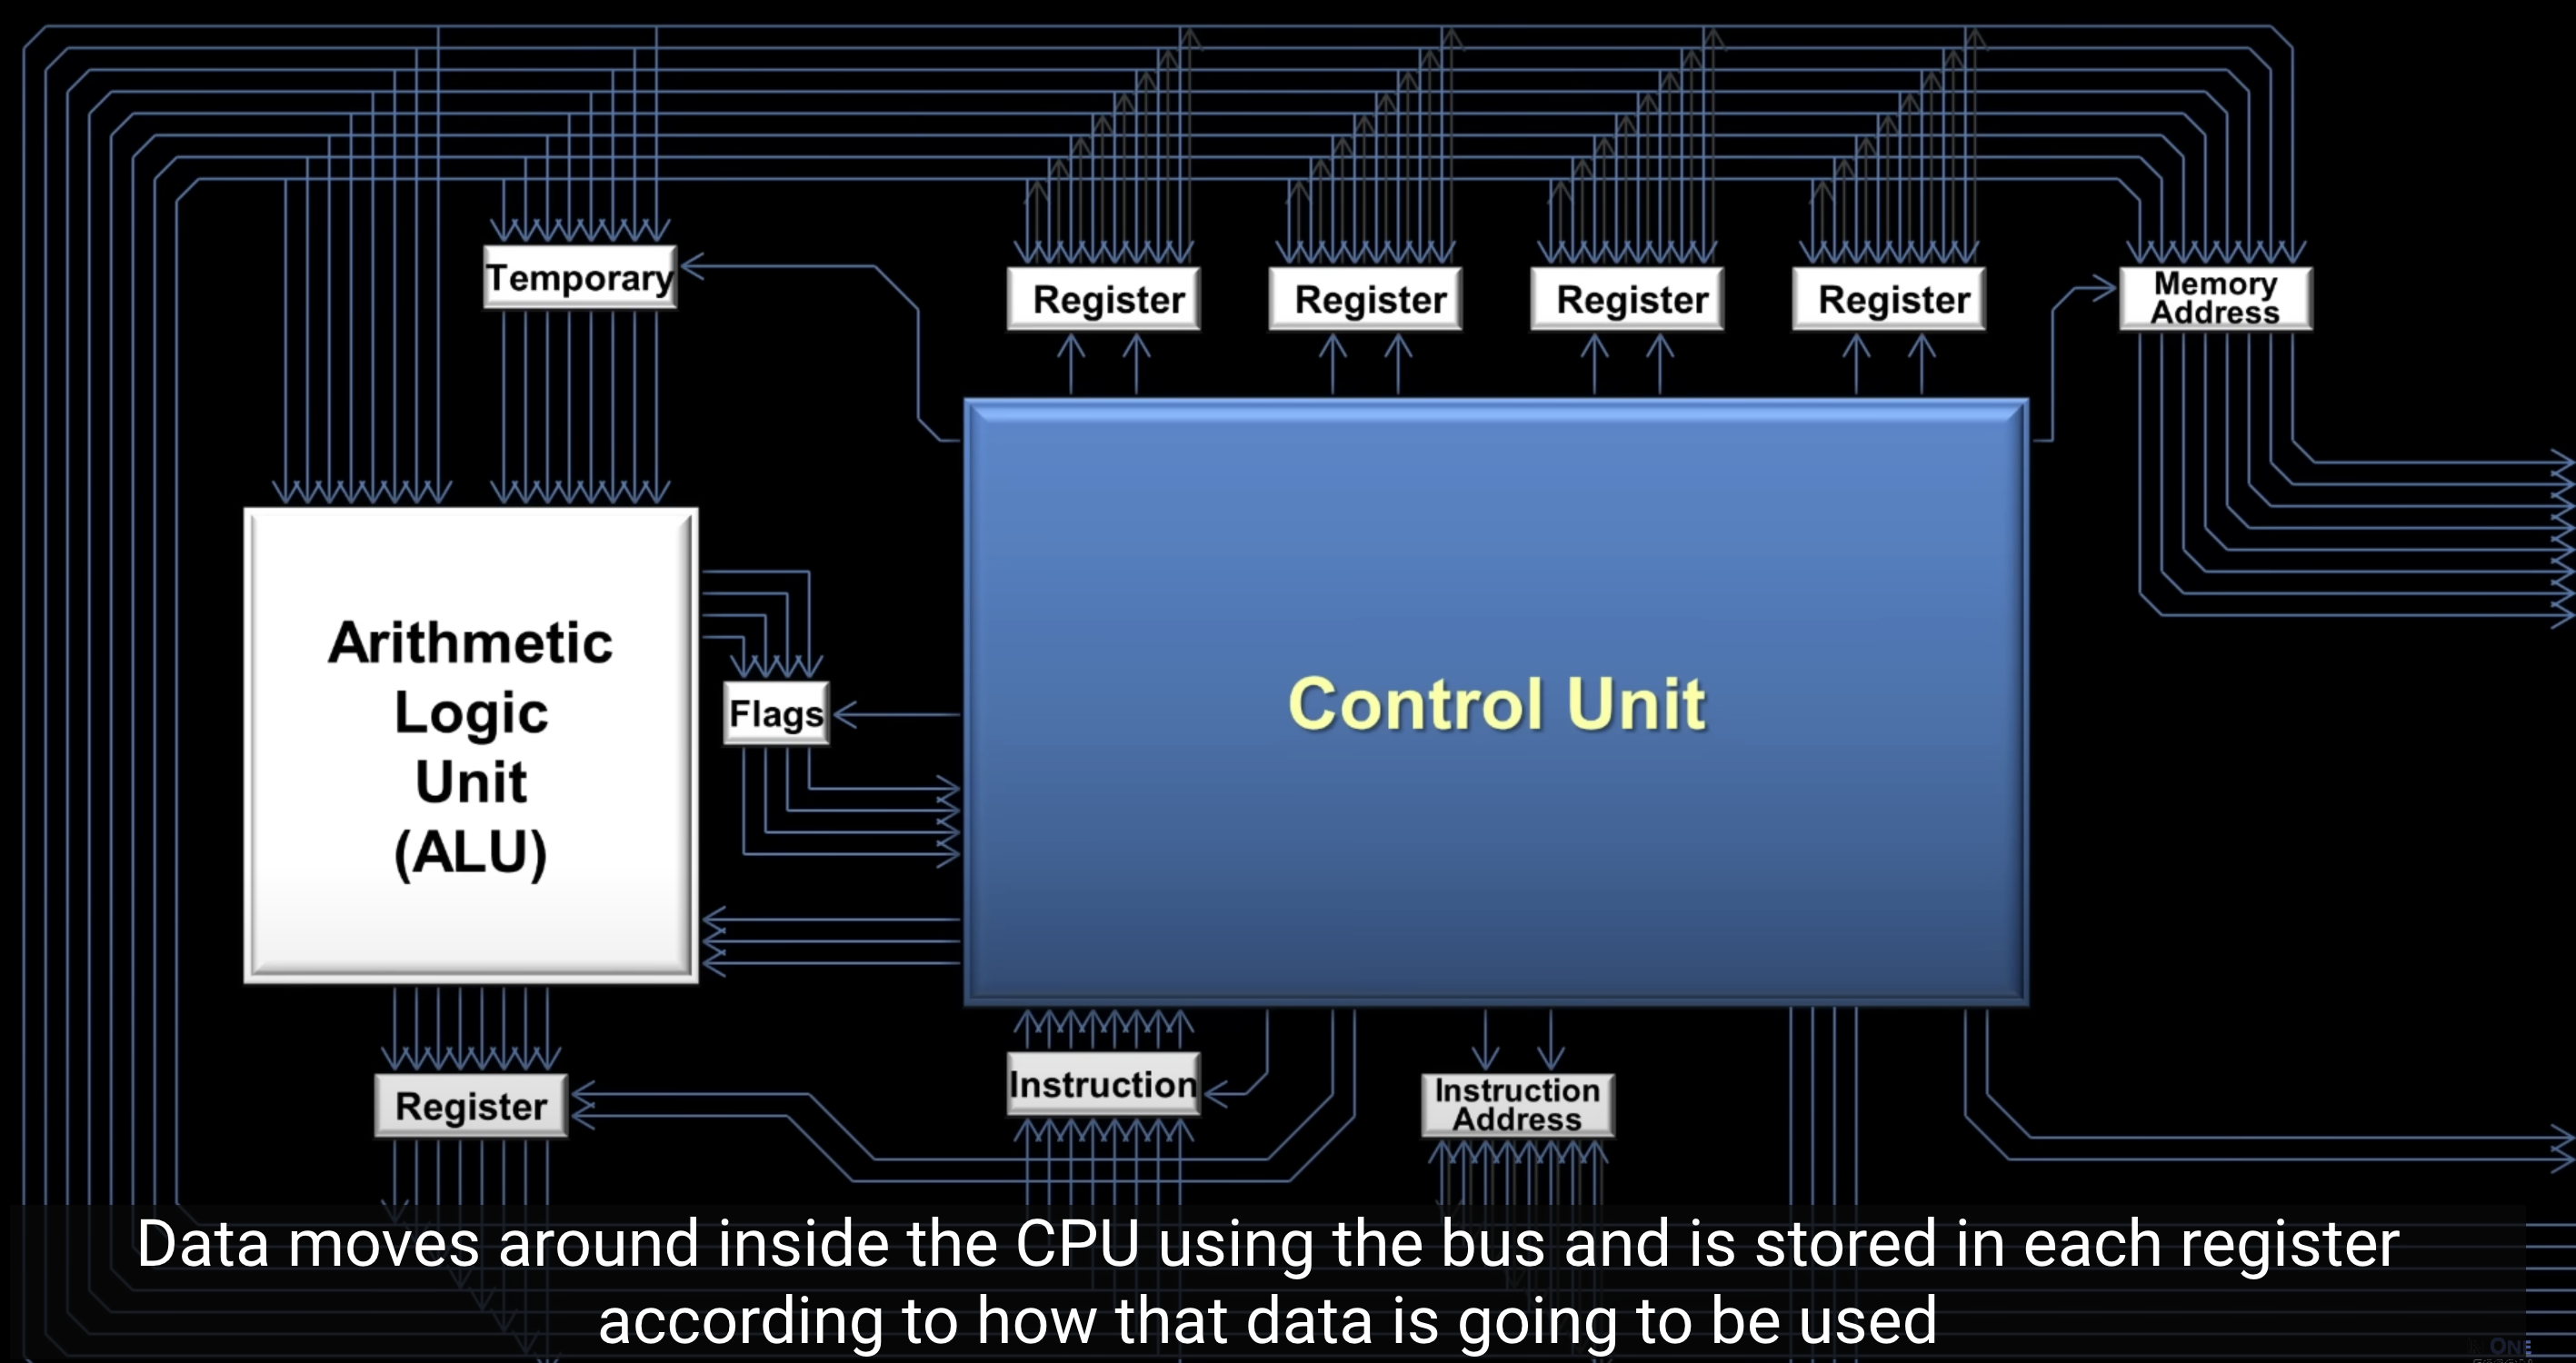 Temporary
Register
Register
Register
Register
Memory
Address
Arithmetic
Logic
Unit
(ALU)
Flags
Control Unit
Register
Instruction
Instruction
Address
Data moves around inside the CPU using the bus and is stored in each register
according to how that data is going to be used
ONE